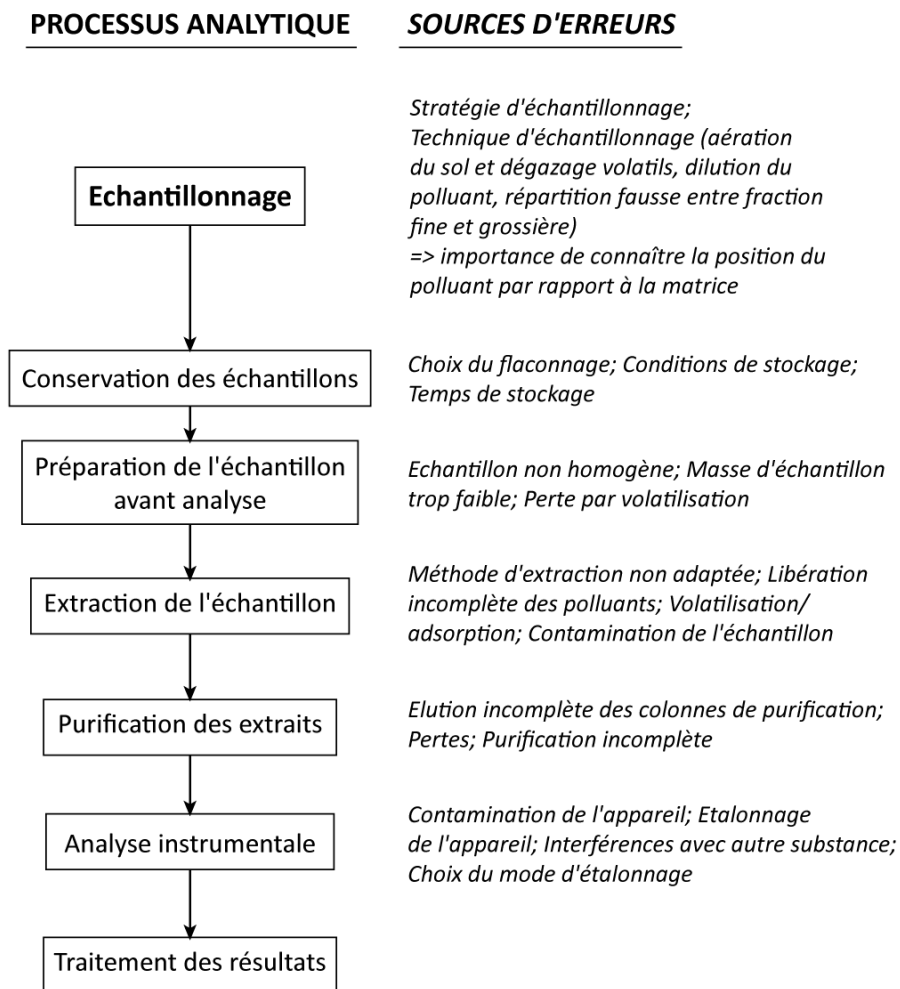 PROCESSUS ANALYTIQUE
SOURCES D'ERREURS
Echantillonnage
Stratégie d'échantillonnage;
Technique d'échantillonnage (aération
du sol et dégazage volatils, dilution du
polluant, répartition fausse entre fraction
fine et grossière)
=> importance de connaître la position du
polluant par rapport à la matrice
Conservation des échantillons
Choix du flaconnage; Conditions de stockage;
Temps de stockage
Préparation de l'échantillon
avant analyse
Echantillon non homogène; Masse d'échantillon
trop faible; Perte par volatilisation
Extraction de l'échantillon
Méthode d'extraction non adaptée; Libération
incomplète des polluants; Volatilisation/
adsorption; Contamination de l'échantillon
Purification des extraits
Elution incomplète des colonnes de purification;
Pertes; Purification incomplète
Analyse instrumentale
Contamination de l'appareil; Etalonnage
de l'appareil; Interférences avec autre substance;
Choix du mode d'étalonnage
Traitement des résultats